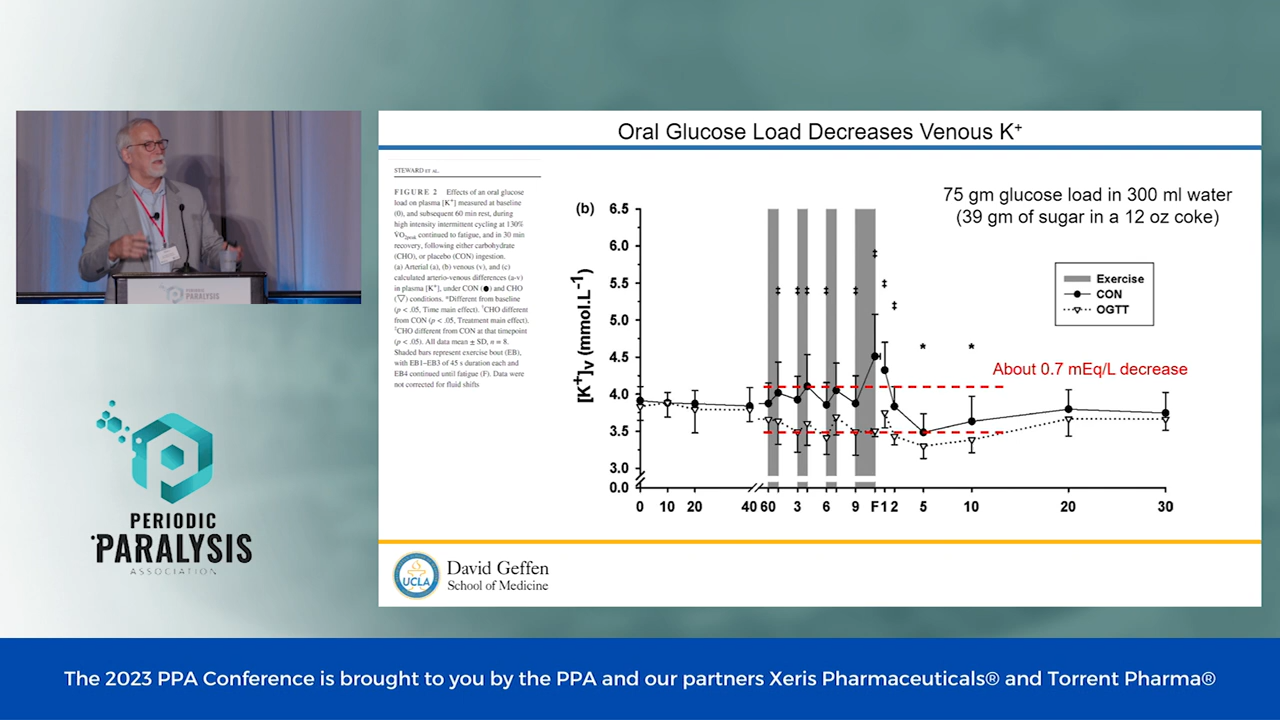 Oral Glucose Load Decreases Venous K⁺
STEWARD ET AL.
FIGURE 2 Effects of an oral glucose
load on plasma [K⁺] measured at baseline
(0), and subsequent 60 min rest, during
high intensity intermittent cycling at 130%
V̇O2peak continued to fatigue, and in 30 min
recovery, following either carbohydrate
(CHO), or placebo (CON) ingestion.
(a) Arterial (a), (b) venous (v), and (c)
calculated arterio-venous differences (a-v)
in plasma [K⁺], under CON (●) and CHO
(▽) conditions. *Different from baseline
(p < .05, Time main effect). †CHO different
from CON (p < .05, Treatment main effect).
‡CHO different from CON at that timepoint
(p < .05). All data mean ± SD, n = 8.
Shaded bars represent exercise bout (EB),
with EB1–EB3 of 45 s duration each and
EB4 continued until fatigue (F). Data were
not corrected for fluid shifts
(b)
75 gm glucose load in 300 ml water
(39 gm of sugar in a 12 oz coke)
[K⁺]v (mmol.L⁻¹)
6.5
6.0
5.5
5.0
4.5
4.0
3.5
3.0
0.0
Exercise
CON
OGTT
About 0.7 mEq/L decrease
‡ ‡ ‡ ‡ ‡ ‡ ‡ ‡ * *
0 10 20 40 60 3 6 9 F 1 2 5 10 20 30
UCLA
David Geffen
School of Medicine
PERIODIC
PARALYSIS
PERIODIC
PARALYSIS
ASSOCIATION
The 2023 PPA Conference is brought to you by the PPA and our partners Xeris Pharmaceuticals® and Torrent Pharma®